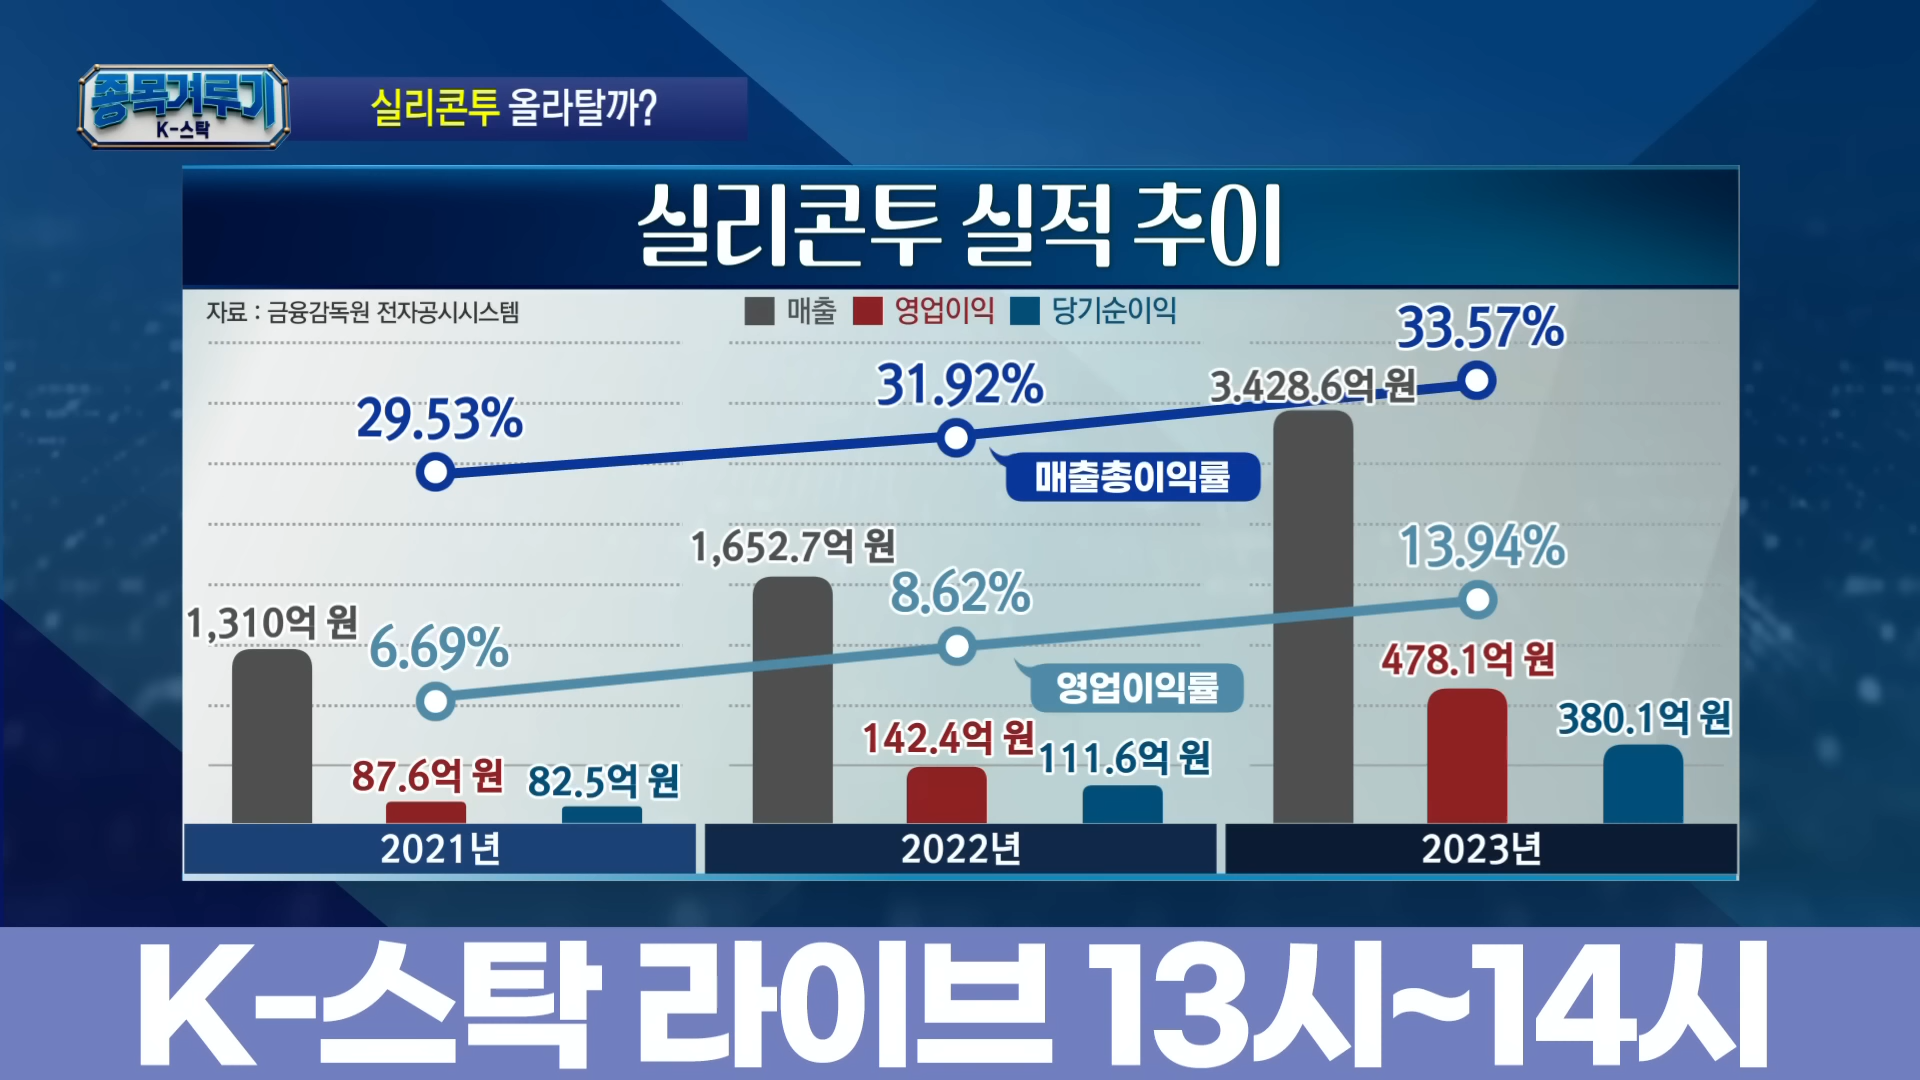 종목겨루기
K-스탁
실리콘투 올라탈까?
실리콘투 실적 추이
자료 : 금융감독원 전자공시시스템
매출 영업이익 당기순이익
29.53%
31.92%
33.57%
매출총이익률
6.69%
8.62%
13.94%
영업이익률
1,310억 원
87.6억 원
82.5억 원
1,652.7억 원
142.4억 원
111.6억 원
3.428.6억 원
478.1억 원
380.1억 원
2021년
2022년
2023년
K-스탁 라이브 13시~14시